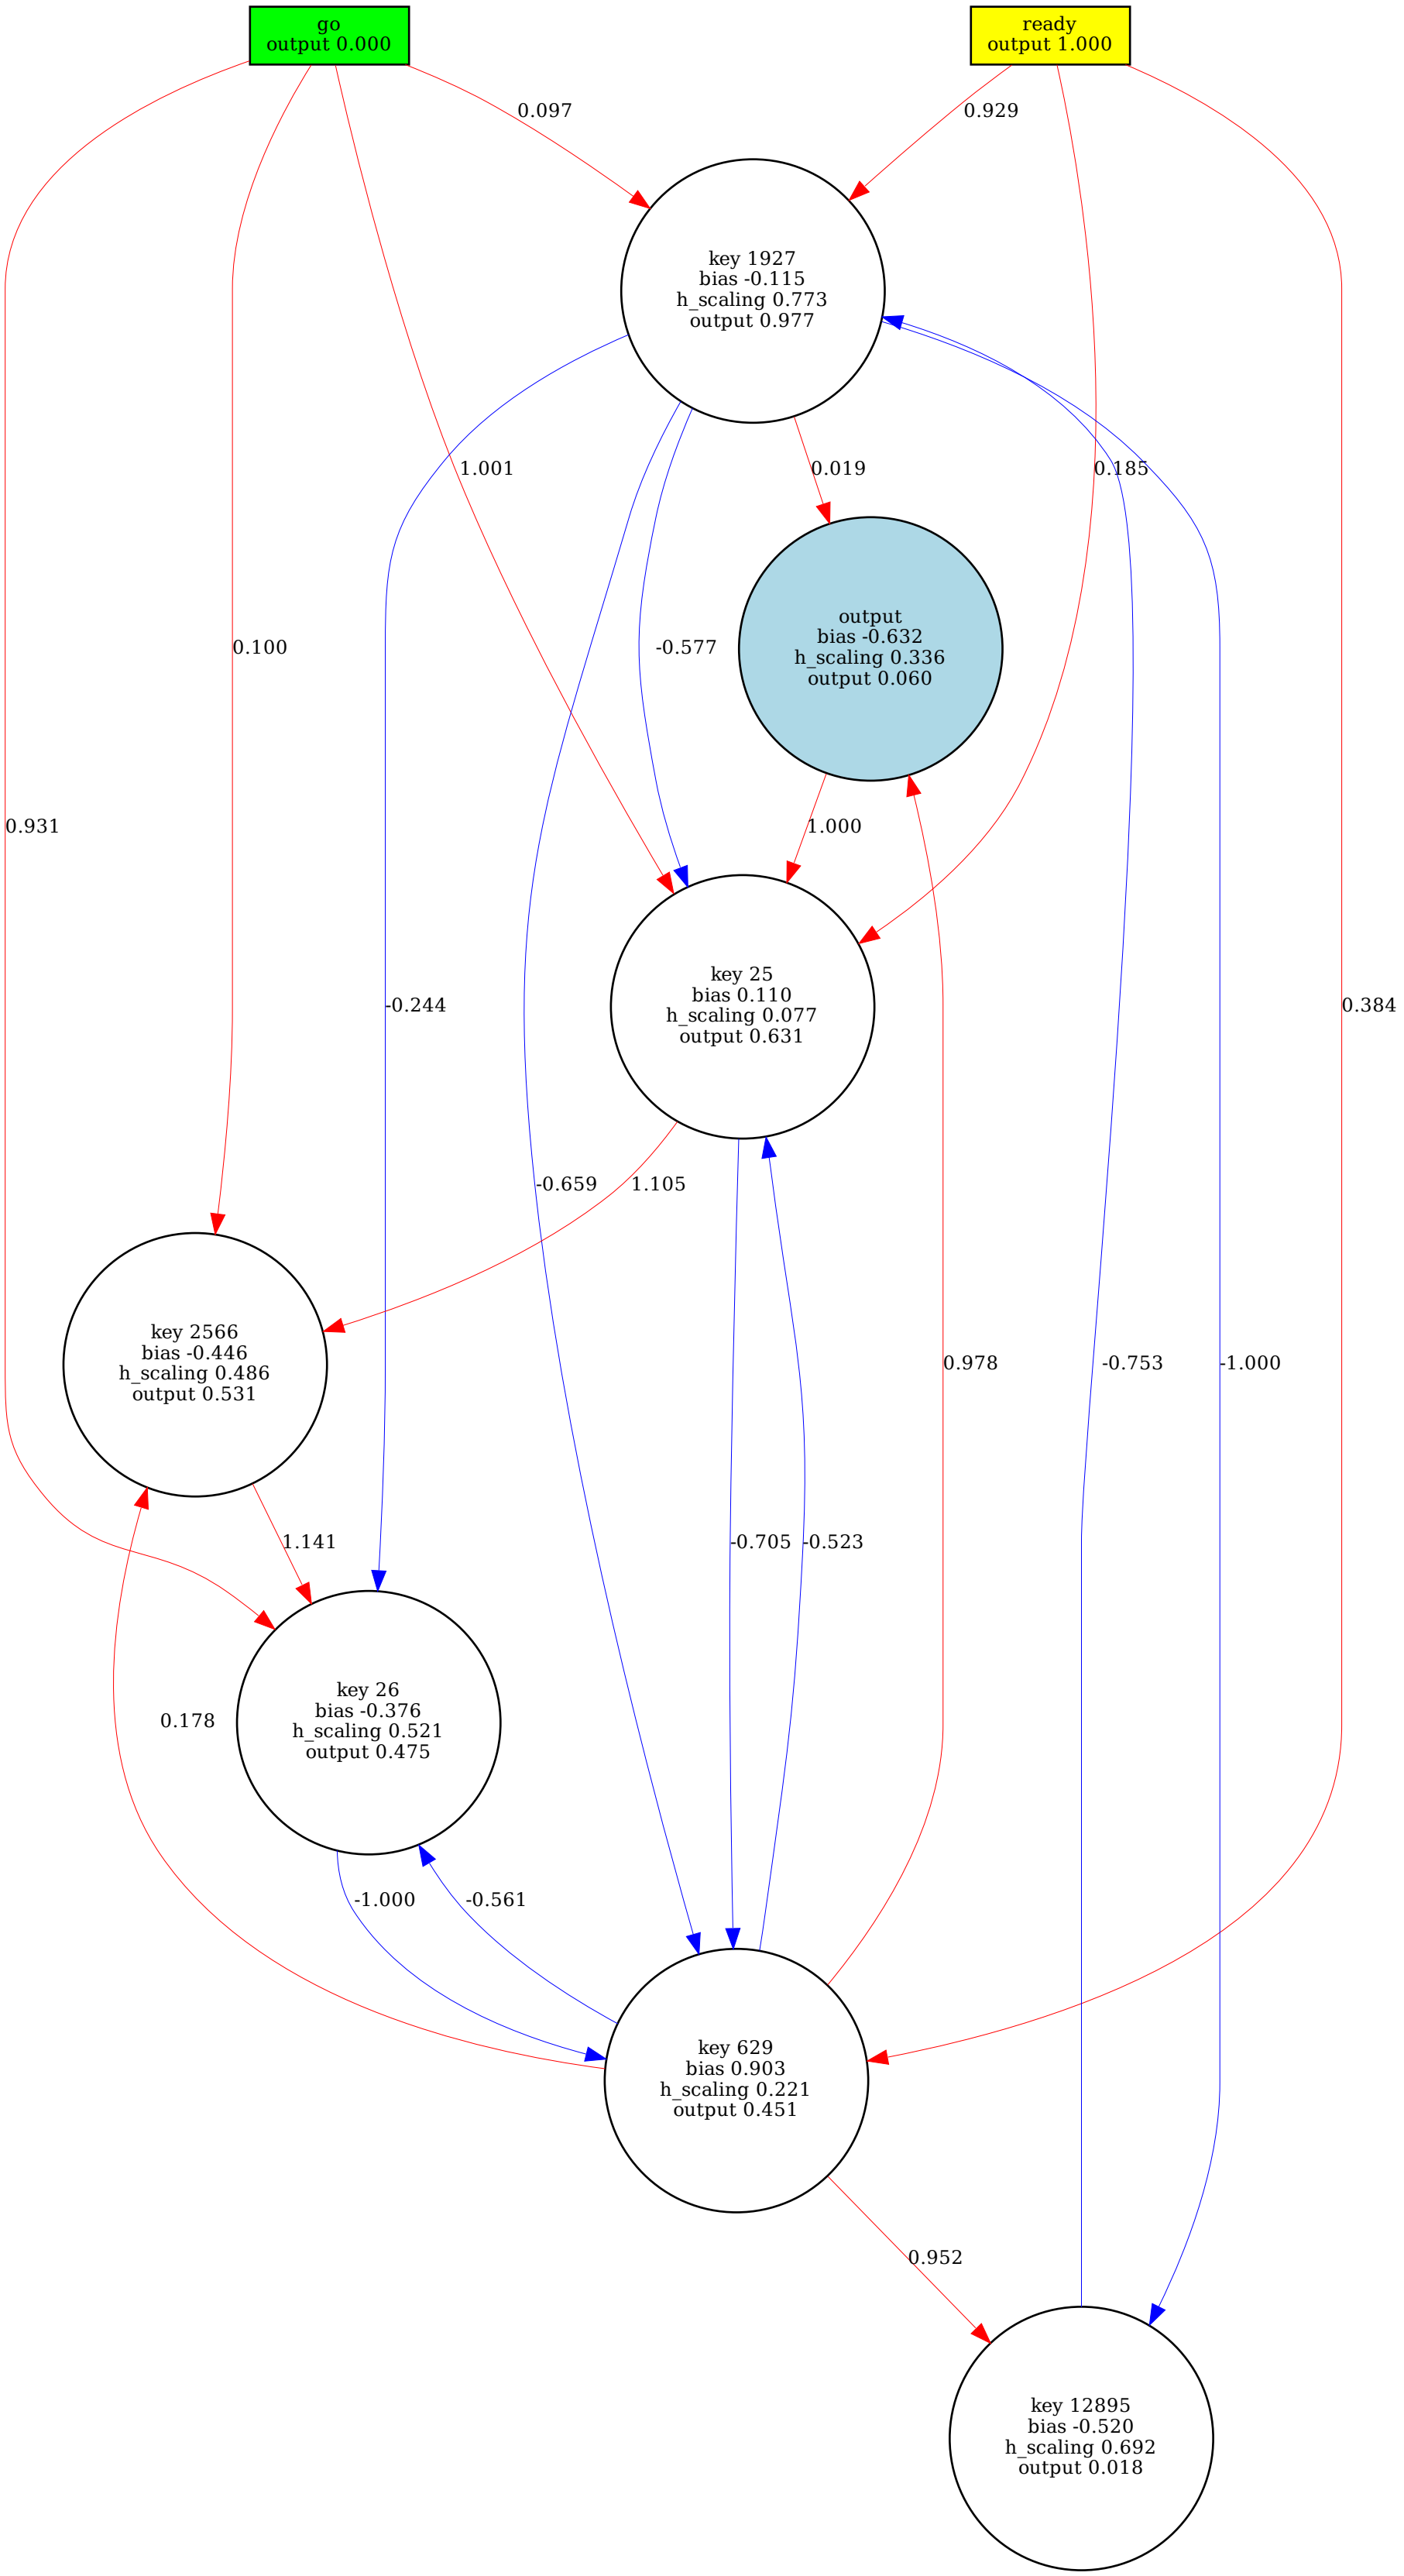 go
output 0.000
ready
output 1.000
0.097
0.929
key 1927
bias -0.115
h_scaling 0.773
output 0.977
1.001
0.019
0.185
0.100
-0.577
output
bias -0.632
h_scaling 0.336
output 0.060
0.931
1.000
-0.244
key 25
bias 0.110
h_scaling 0.077
output 0.631
0.384
-0.659
1.105
key 2566
bias -0.446
h_scaling 0.486
output 0.531
0.978
-0.753
-1.000
1.141
-0.705
-0.523
0.178
key 26
bias -0.376
h_scaling 0.521
output 0.475
-1.000
-0.561
key 629
bias 0.903
h_scaling 0.221
output 0.451
0.952
key 12895
bias -0.520
h_scaling 0.692
output 0.018